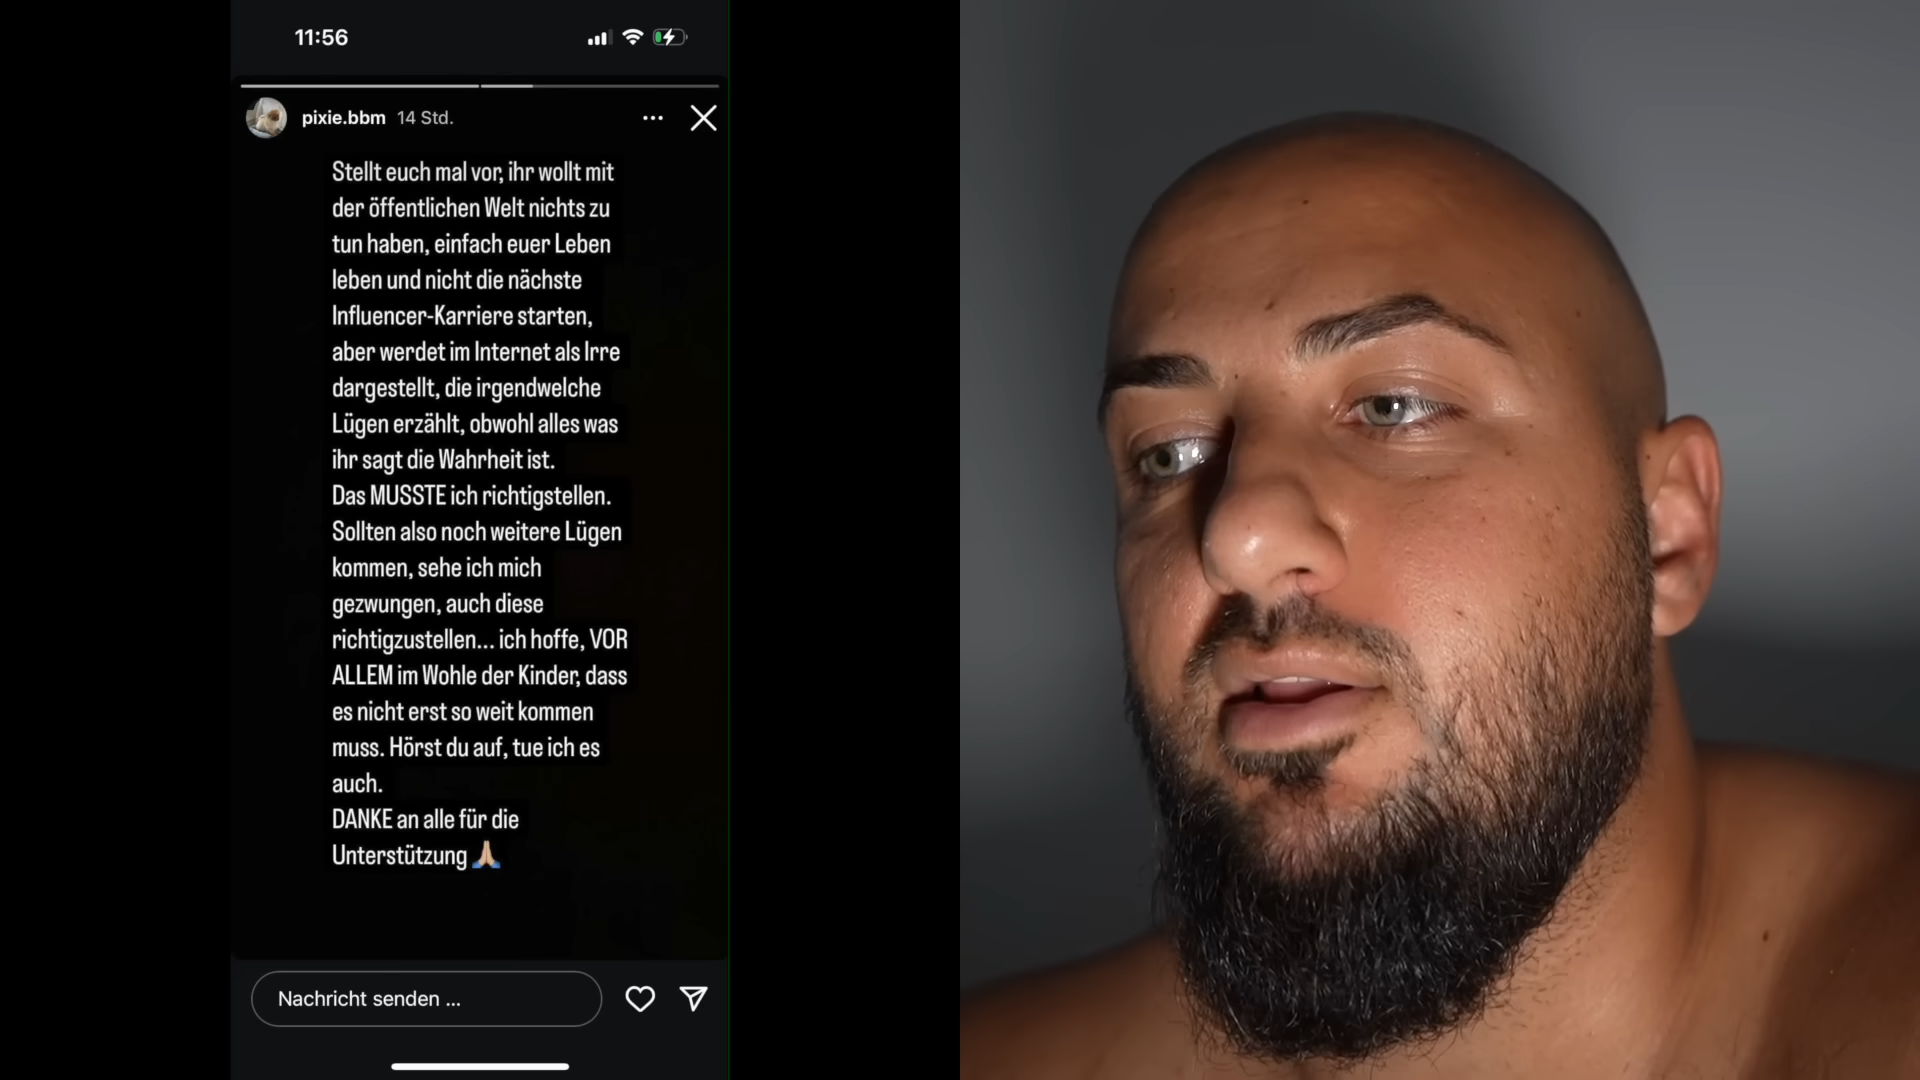 11:56
pixie.bbm 14 Std.
Stellt euch mal vor, ihr wollt mit
der öffentlichen Welt nichts zu
tun haben, einfach euer Leben
leben und nicht die nächste
Influencer-Karriere starten,
aber werdet im Internet als Irre
dargestellt, die irgendwelche
Lügen erzählt, obwohl alles was
ihr sagt die Wahrheit ist.
Das MUSSTE ich richtigstellen.
Sollten also noch weitere Lügen
kommen, sehe ich mich
gezwungen, auch diese
richtigzustellen... ich hoffe, VOR
ALLEM im Wohle der Kinder, dass
es nicht erst so weit kommen
muss. Hörst du auf, tue ich es
auch.
DANKE an alle für die
Unterstützung 🙏🏼
Nachricht senden ...